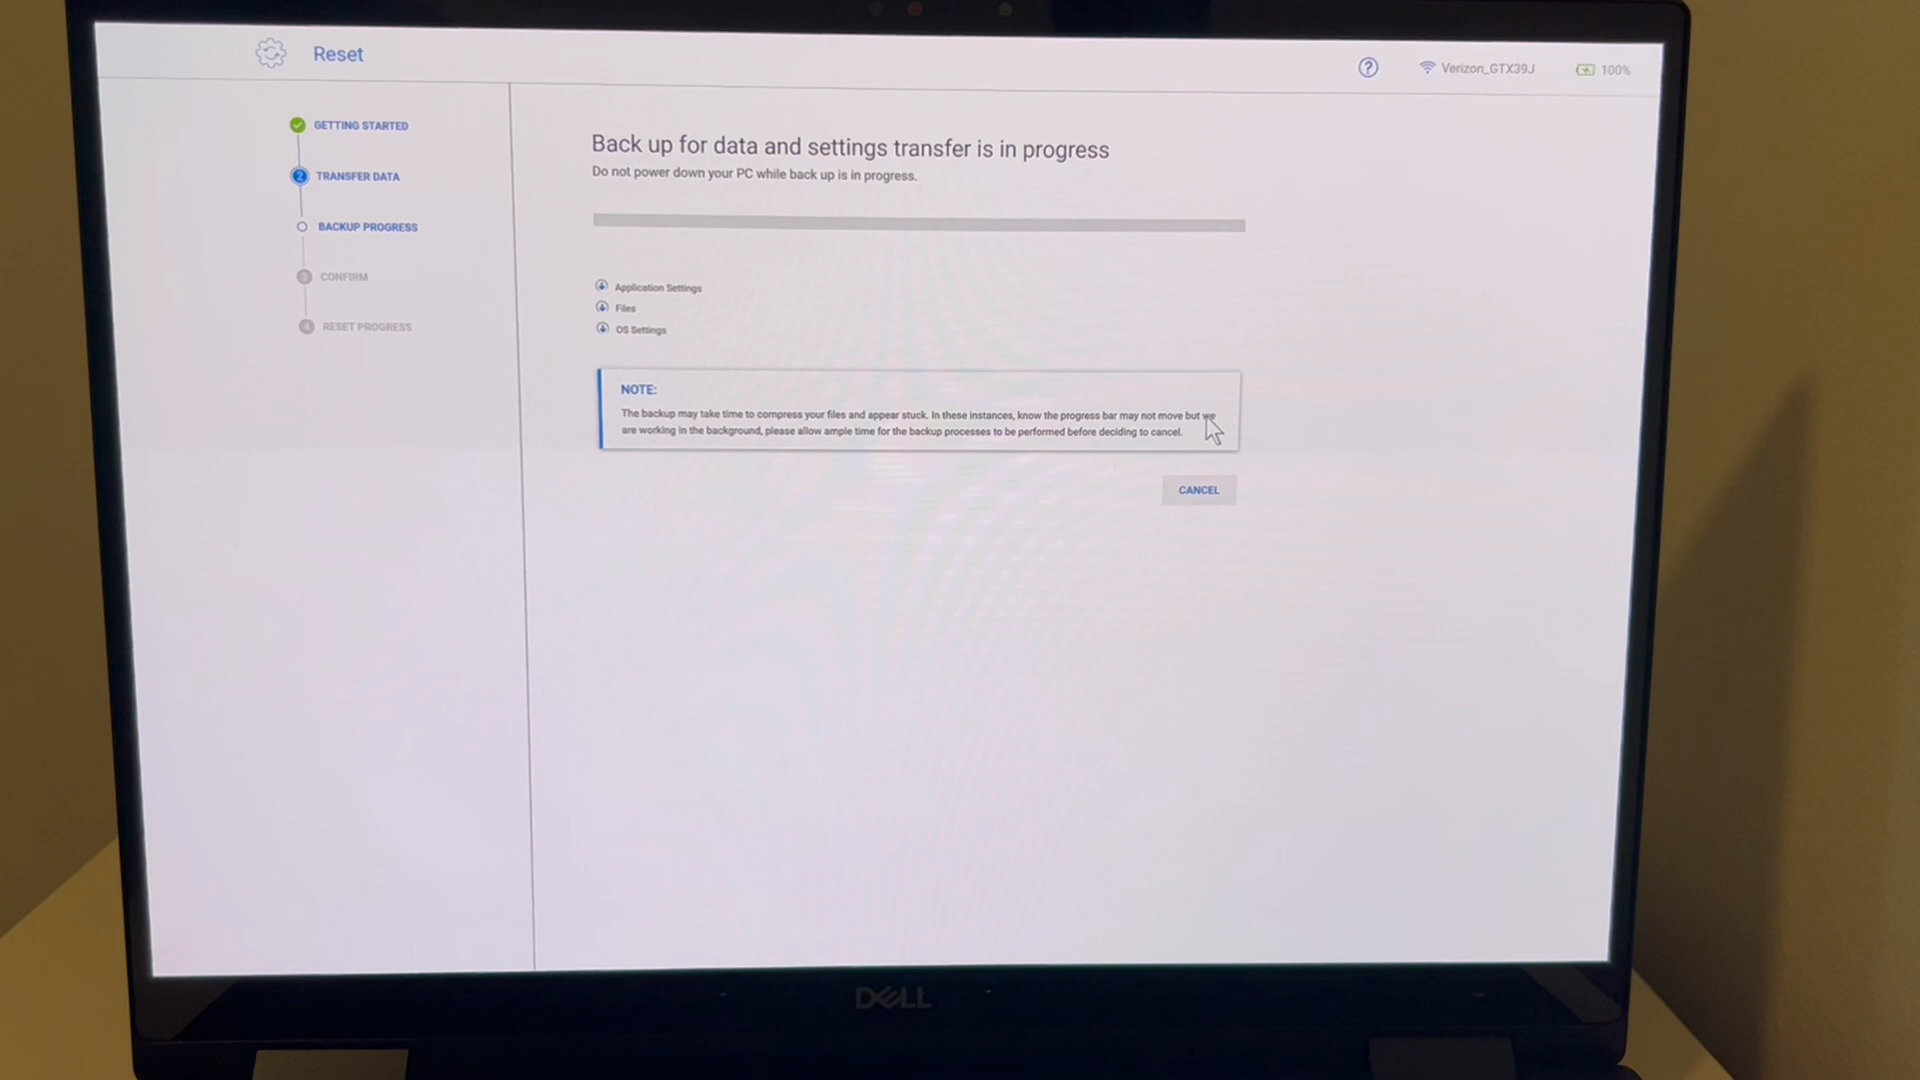 Reset
Verizon_GTX39J
100%
GETTING STARTED
2 TRANSFER DATA
BACKUP PROGRESS
3 CONFIRM
4 RESET PROGRESS
Back up for data and settings transfer is in progress
Do not power down your PC while back up is in progress.
Application Settings
Files
OS Settings
NOTE:
The backup may take time to compress your files and appear stuck. In these instances, know the progress bar may not move but we
are working in the background, please allow ample time for the backup processes to be performed before deciding to cancel.
CANCEL
DELL